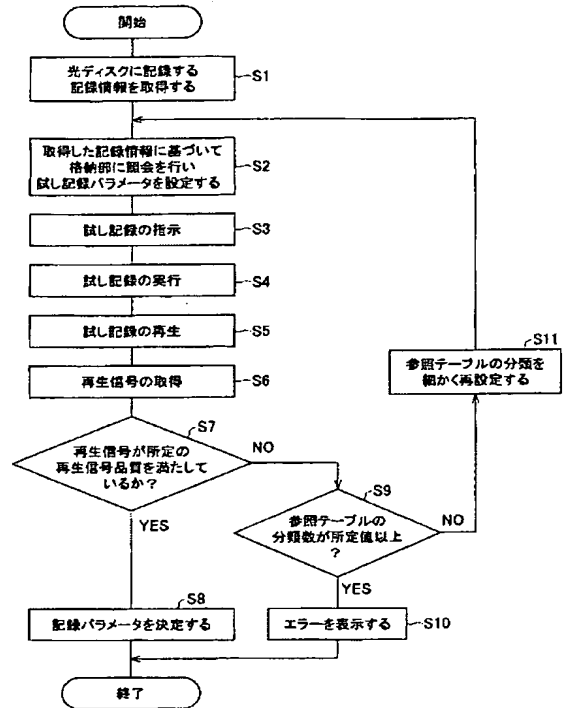 開始
光ディスクに記録する
記録情報を取得する
S1
取得した記録情報に基づいて
格納部に照会を行い
試し記録パラメータを設定する
S2
試し記録の指示
S3
試し記録の実行
S4
試し記録の再生
S5
再生信号の取得
S6
S7
再生信号が所定の
再生信号品質を満たして
いるか?
NO
YES
S9
参照テーブルの
分類数が所定値以上
?
NO
YES
S11
参照テーブルの分類を
細かく再設定する
S8
記録パラメータを決定する
エラーを表示する
S10
終了